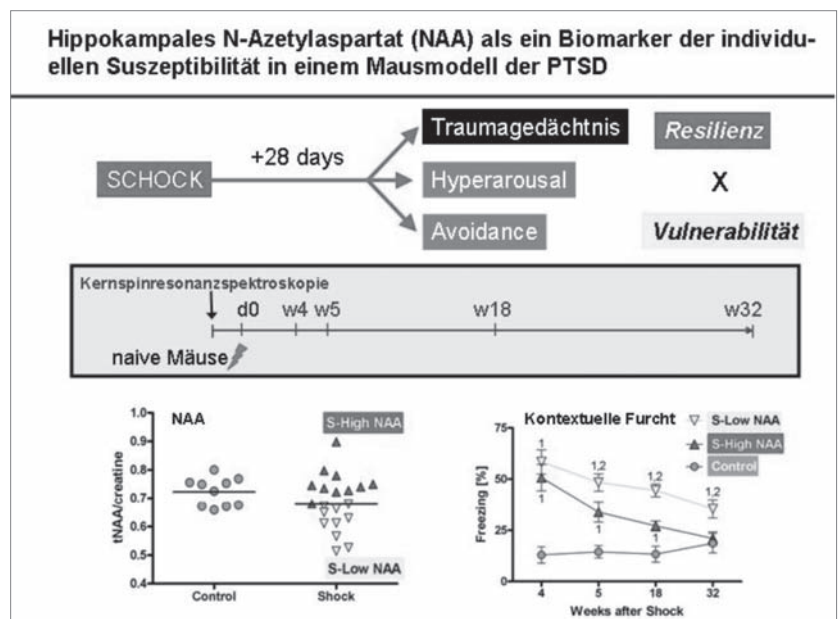 Hippokampales N-Azetylaspartat (NAA) als ein Biomarker der individu-
ellen Suszeptibilität in einem Mausmodell der PTSD
SCHOCK
+28 days
Traumagedächtnis
Hyperarousal
Avoidance
Resilienz
X
Vulnerabilität
Kernspinresonanzspektroskopie
d0 w4 w5 w18 w32
naive Mäuse
NAA
S-High NAA
S-Low NAA
tNAA/creatine
1.0
0.9
0.8
0.7
0.6
0.5
0.4
Control Shock
Kontextuelle Furcht
S-Low NAA
S-High NAA
Control
Freezing [%]
75
50
25
0
1 1,2 1,2 1,2
1 1 1
4 5 18 32
Weeks after Shock